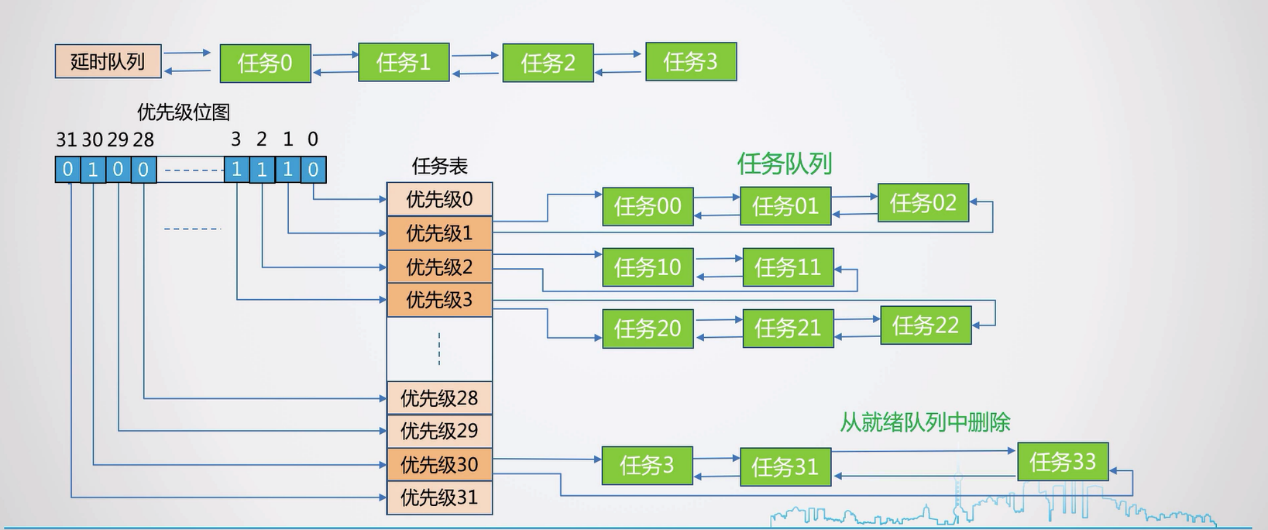 延时队列 任务0 任务1 任务2 任务3
优先级位图
31 30 29 28 3 2 1 0
0 1 0 0 1 1 1 0
任务表
任务队列
优先级0
任务00 任务01 任务02
优先级1
优先级2
任务10 任务11
优先级3
任务20 任务21 任务22
优先级28
从就绪队列中删除
优先级29
优先级30
任务3 任务31 任务33
优先级31